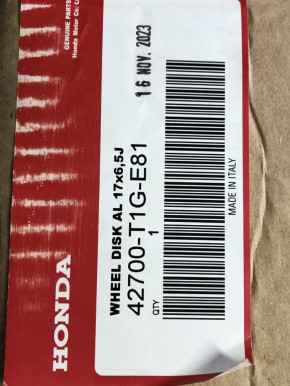 HONDA
GENUINE PARTS
Honda Motor Co. Lt
16 NOV. 2023
WHEEL DISK AL 17x6,5J
42700-T1G-E81
QTY 1
MADE IN ITALY